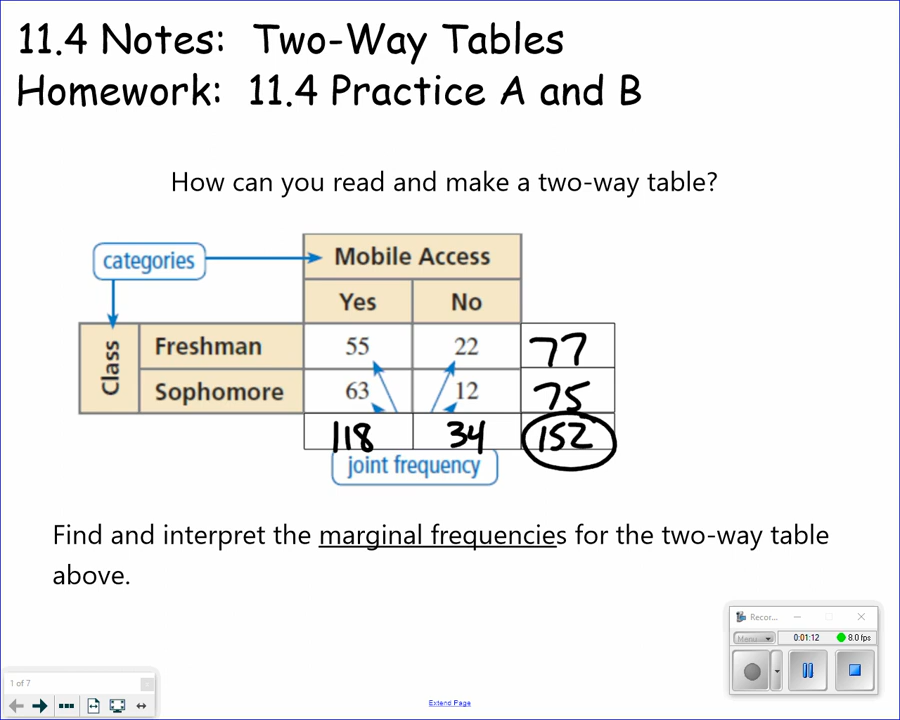 11.4 Notes:  Two-Way Tables
Homework:  11.4 Practice A and B
How can you read and make a two-way table?
categories
Mobile Access
Yes No
Class
Freshman 55 22 77
Sophomore 63 12 75
118 34 152
joint frequency
Find and interpret the marginal frequencies for the two-way table
above.
Recor...
Menu 0:01:12 8.0 fps
1 of 7
Extend Page